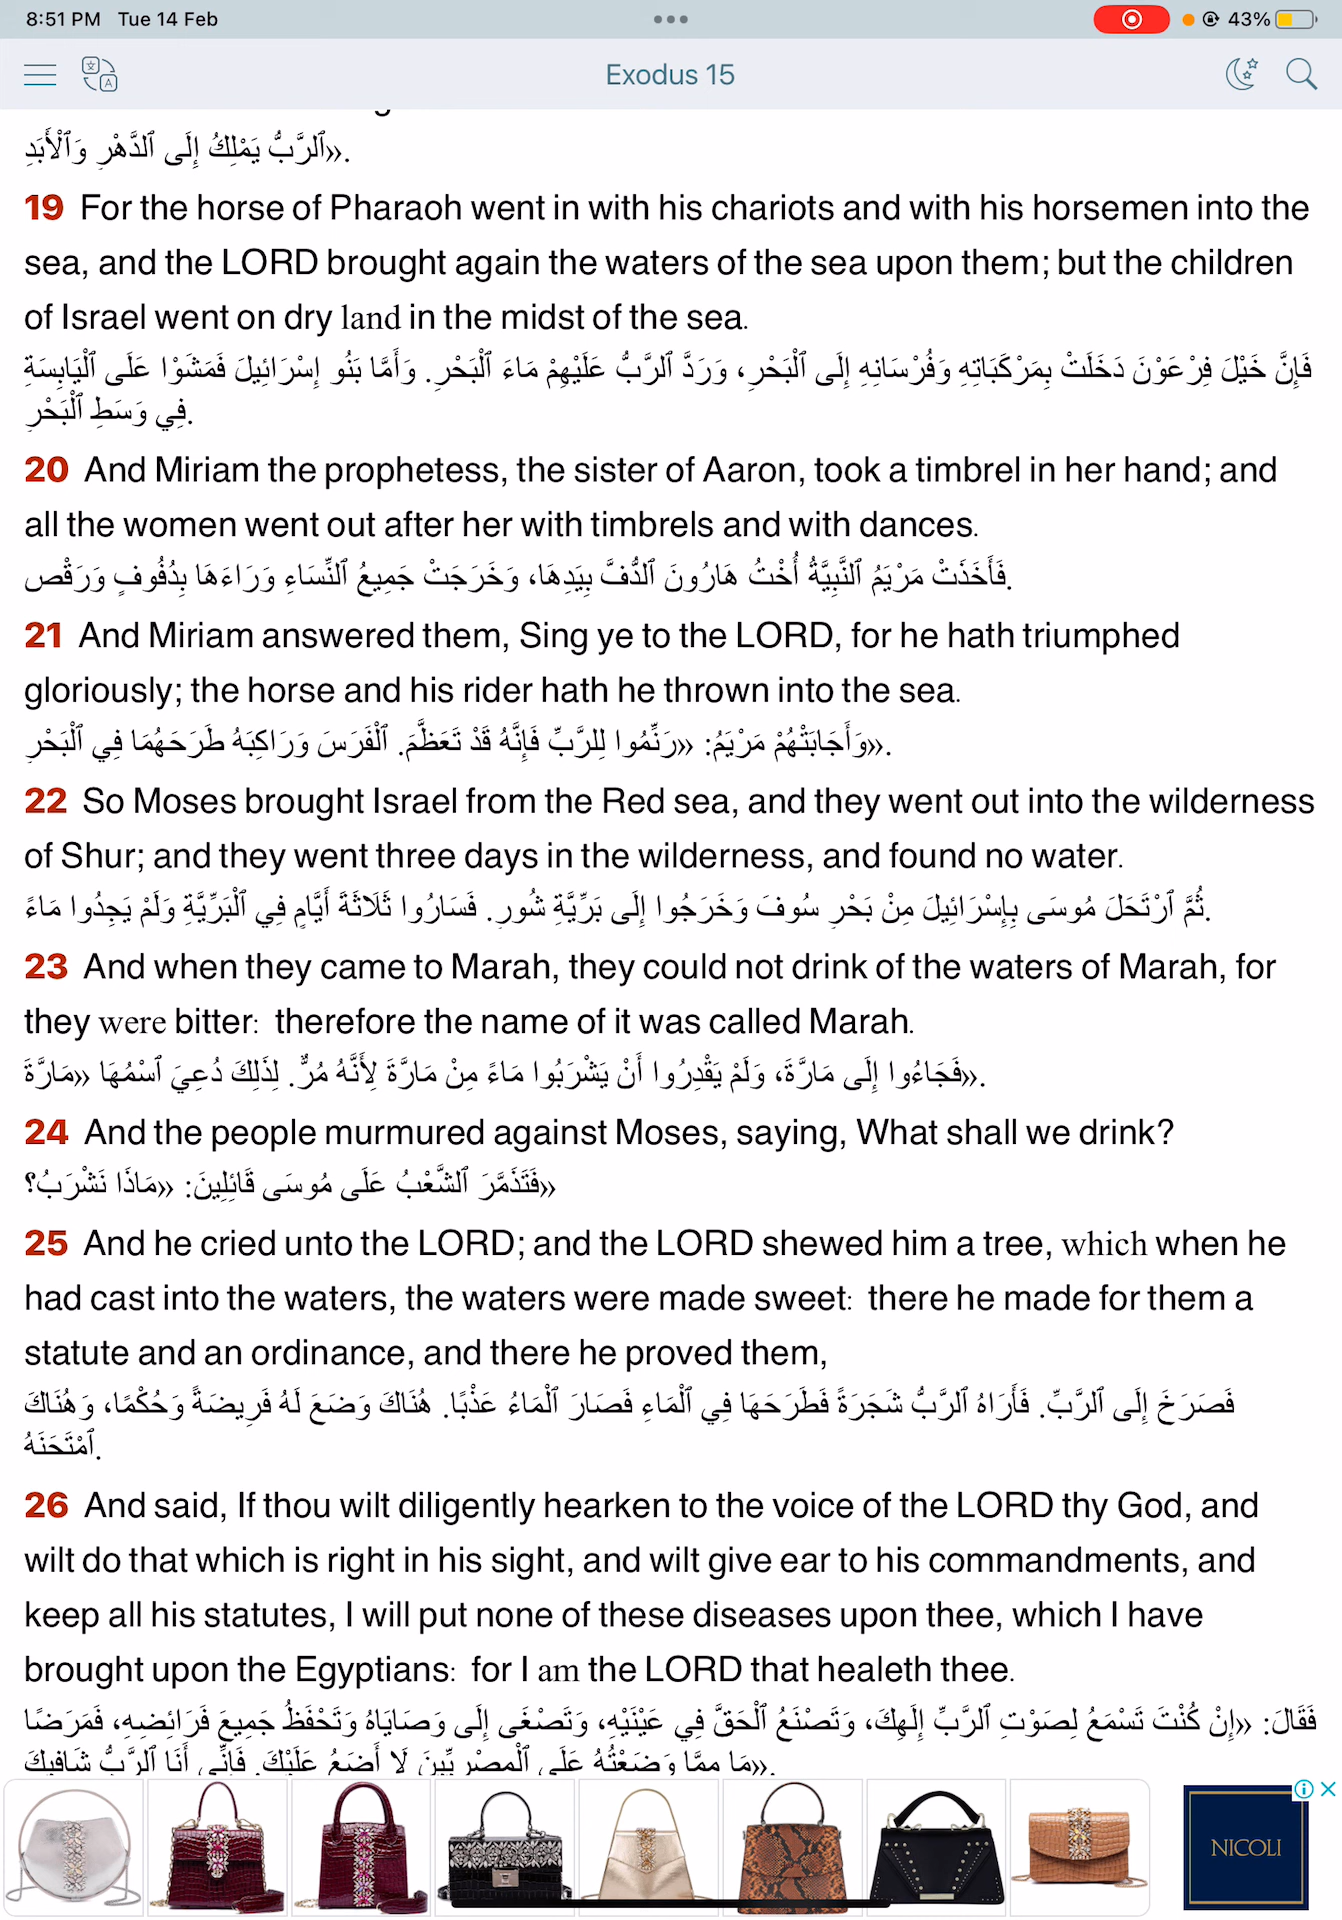 8:51 PM Tue 14 Feb
43%
Exodus 15
«ٱلرَّبُّ يَمْلِكُ إِلَى ٱلدَّهْرِ وَٱلْأَبَدِ.
19 For the horse of Pharaoh went in with his chariots and with his horsemen into the
sea, and the LORD brought again the waters of the sea upon them; but the children
of Israel went on dry land in the midst of the sea.
فَإِنَّ خَيْلَ فِرْعَوْنَ دَخَلَتْ بِمَرْكَبَاتِهِ وَفُرْسَانِهِ إِلَى ٱلْبَحْرِ، وَرَدَّ ٱلرَّبُّ عَلَيْهِمْ مَاءَ ٱلْبَحْرِ. وَأَمَّا بَنُو إِسْرَائِيلَ فَمَشَوْا عَلَى ٱلْيَابِسَةِ
فِي وَسَطِ ٱلْبَحْرِ.
20 And Miriam the prophetess, the sister of Aaron, took a timbrel in her hand; and
all the women went out after her with timbrels and with dances.
فَأَخَذَتْ مَرْيَمُ ٱلنَّبِيَّةُ أُخْتُ هَارُونَ ٱلدُّفَّ بِيَدِهَا، وَخَرَجَتْ جَمِيعُ ٱلنِّسَاءِ وَرَاءَهَا بِدُفُوفٍ وَرَقْص.
21 And Miriam answered them, Sing ye to the LORD, for he hath triumphed
gloriously; the horse and his rider hath he thrown into the sea.
«وَأَجَابَتْهُمْ مَرْيَمُ: «رَنِّمُوا لِلرَّبِّ فَإِنَّهُ قَدْ تَعَظَّمَ. ٱلْفَرَسَ وَرَاكِبَهُ طَرَحَهُمَا فِي ٱلْبَحْرِ.
22 So Moses brought Israel from the Red sea, and they went out into the wilderness
of Shur; and they went three days in the wilderness, and found no water.
ثُمَّ ٱرْتَحَلَ مُوسَى بِإِسْرَائِيلَ مِنْ بَحْرِ سُوفَ وَخَرَجُوا إِلَى بَرِّيَّةِ شُورٍ. فَسَارُوا ثَلَاثَةَ أَيَّامٍ فِي ٱلْبَرِّيَّةِ وَلَمْ يَجِدُوا مَاءً.
23 And when they came to Marah, they could not drink of the waters of Marah, for
they were bitter: therefore the name of it was called Marah.
«فَجَاءُوا إِلَى مَارَّةَ، وَلَمْ يَقْدِرُوا أَنْ يَشْرَبُوا مَاءً مِنْ مَارَّةَ لِأَنَّهُ مُرٌّ. لِذَلِكَ دُعِيَ ٱسْمُهَا «مَارَّةَ.
24 And the people murmured against Moses, saying, What shall we drink?
«فَتَذَمَّرَ ٱلشَّعْبُ عَلَى مُوسَى قَائِلِينَ: «مَاذَا نَشْرَبُ؟
25 And he cried unto the LORD; and the LORD shewed him a tree, which when he
had cast into the waters, the waters were made sweet: there he made for them a
statute and an ordinance, and there he proved them,
فَصَرَخَ إِلَى ٱلرَّبِّ. فَأَرَاهُ ٱلرَّبُّ شَجَرَةً فَطَرَحَهَا فِي ٱلْمَاءِ فَصَارَ ٱلْمَاءُ عَذْبًا. هُنَاكَ وَضَعَ لَهُ فَرِيضَةً وَحُكْمًا، وَهُنَاكَ
ٱمْتَحَنَهُ.
26 And said, If thou wilt diligently hearken to the voice of the LORD thy God, and
wilt do that which is right in his sight, and wilt give ear to his commandments, and
keep all his statutes, I will put none of these diseases upon thee, which I have
brought upon the Egyptians: for I am the LORD that healeth thee.
فَقَالَ: «إِنْ كُنْتَ تَسْمَعُ لِصَوْتِ ٱلرَّبِّ إِلَهِكَ، وَتَصْنَعُ ٱلْحَقَّ فِي عَيْنَيْهِ، وَتَصْغَى إِلَى وَصَايَاهُ وَتَحْفَظُ جَمِيعَ فَرَائِضِهِ، فَمَرَضًا
«مَا مِمَّا وَضَعْتُهُ عَلَى ٱلْمِصْرِيِّينَ لَا أَضَعُ عَلَيْكَ. فَإِنِّي أَنَا ٱلرَّبُّ شَافِيكَ.
NICOLI